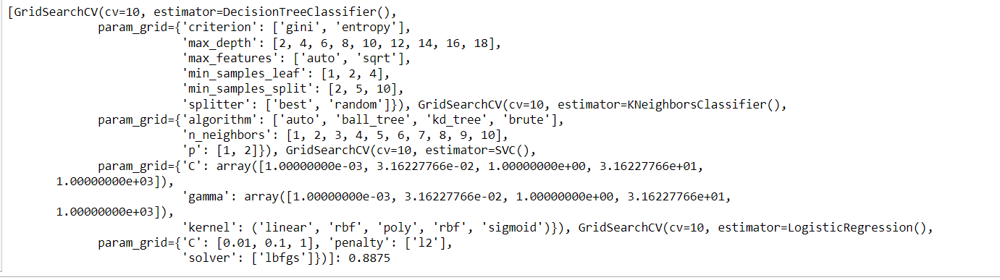 [GridSearchCV(cv=10, estimator=DecisionTreeClassifier(),
param_grid={'criterion': ['gini', 'entropy'],
'max_depth': [2, 4, 6, 8, 10, 12, 14, 16, 18],
'max_features': ['auto', 'sqrt'],
'min_samples_leaf': [1, 2, 4],
'min_samples_split': [2, 5, 10],
'splitter': ['best', 'random']}), GridSearchCV(cv=10, estimator=KNeighborsClassifier(),
param_grid={'algorithm': ['auto', 'ball_tree', 'kd_tree', 'brute'],
'n_neighbors': [1, 2, 3, 4, 5, 6, 7, 8, 9, 10],
'p': [1, 2]}), GridSearchCV(cv=10, estimator=SVC(),
param_grid={'C': array([1.00000000e-03, 3.16227766e-02, 1.00000000e+00, 3.16227766e+01,
1.00000000e+03]),
'gamma': array([1.00000000e-03, 3.16227766e-02, 1.00000000e+00, 3.16227766e+01,
1.00000000e+03]),
'kernel': ('linear', 'rbf', 'poly', 'rbf', 'sigmoid')}), GridSearchCV(cv=10, estimator=LogisticRegression(),
param_grid={'C': [0.01, 0.1, 1], 'penalty': ['l2'],
'solver': ['lbfgs']})]: 0.8875